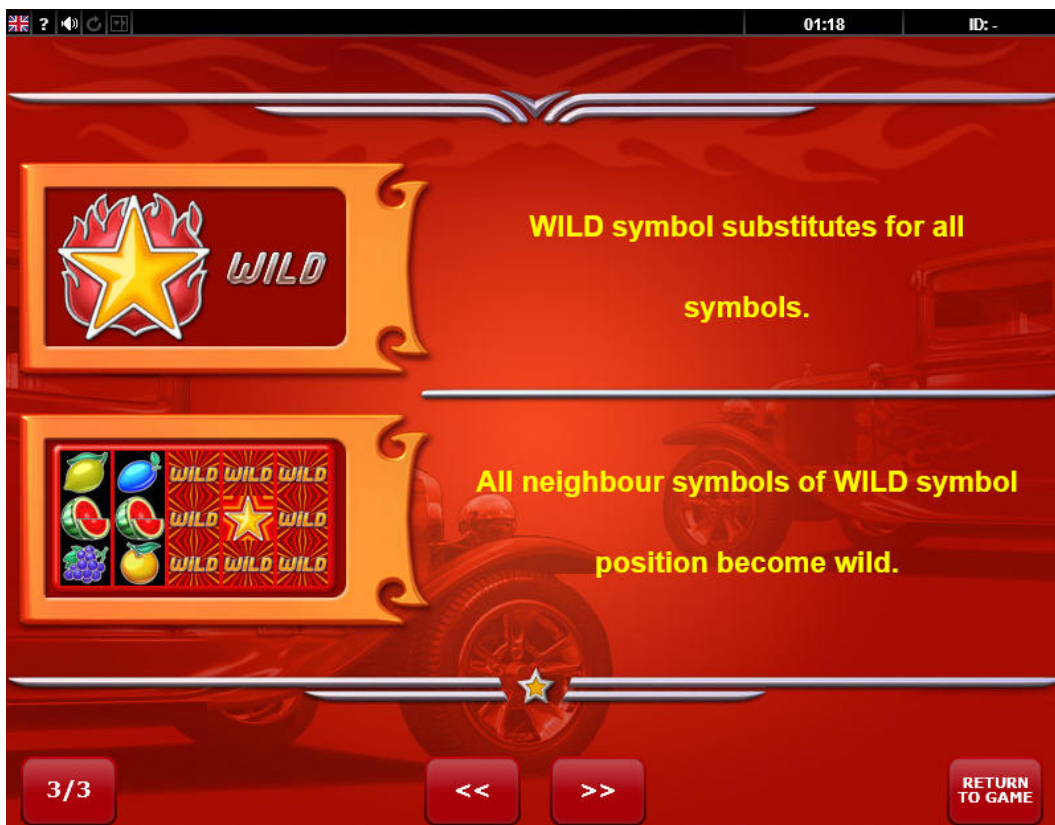 ? 01:18 ID: -
WILD
WILD symbol substitutes for all
symbols.
WILD WILD WILD
WILD WILD
WILD WILD WILD
All neighbour symbols of WILD symbol
position become wild.
3/3 << >> RETURN
TO GAME